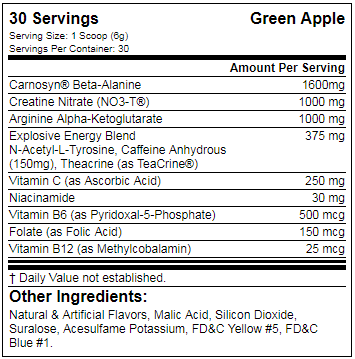 30 Servings Green Apple
Serving Size: 1 Scoop (6g)
Servings Per Container: 30
Amount Per Serving
Carnosyn® Beta-Alanine 1600mg
Creatine Nitrate (NO3-T®) 1000 mg
Arginine Alpha-Ketoglutarate 1000 mg
Explosive Energy Blend 375 mg
N-Acetyl-L-Tyrosine, Caffeine Anhydrous
(150mg), Theacrine (as TeaCrine®)
Vitamin C (as Ascorbic Acid) 250 mg
Niacinamide 30 mg
Vitamin B6 (as Pyridoxal-5-Phosphate) 500 mcg
Folate (as Folic Acid) 150 mcg
Vitamin B12 (as Methylcobalamin) 25 mcg
† Daily Value not established.
Other Ingredients:
Natural & Artificial Flavors, Malic Acid, Silicon Dioxide,
Suralose, Acesulfame Potassium, FD&C Yellow #5, FD&C
Blue #1.